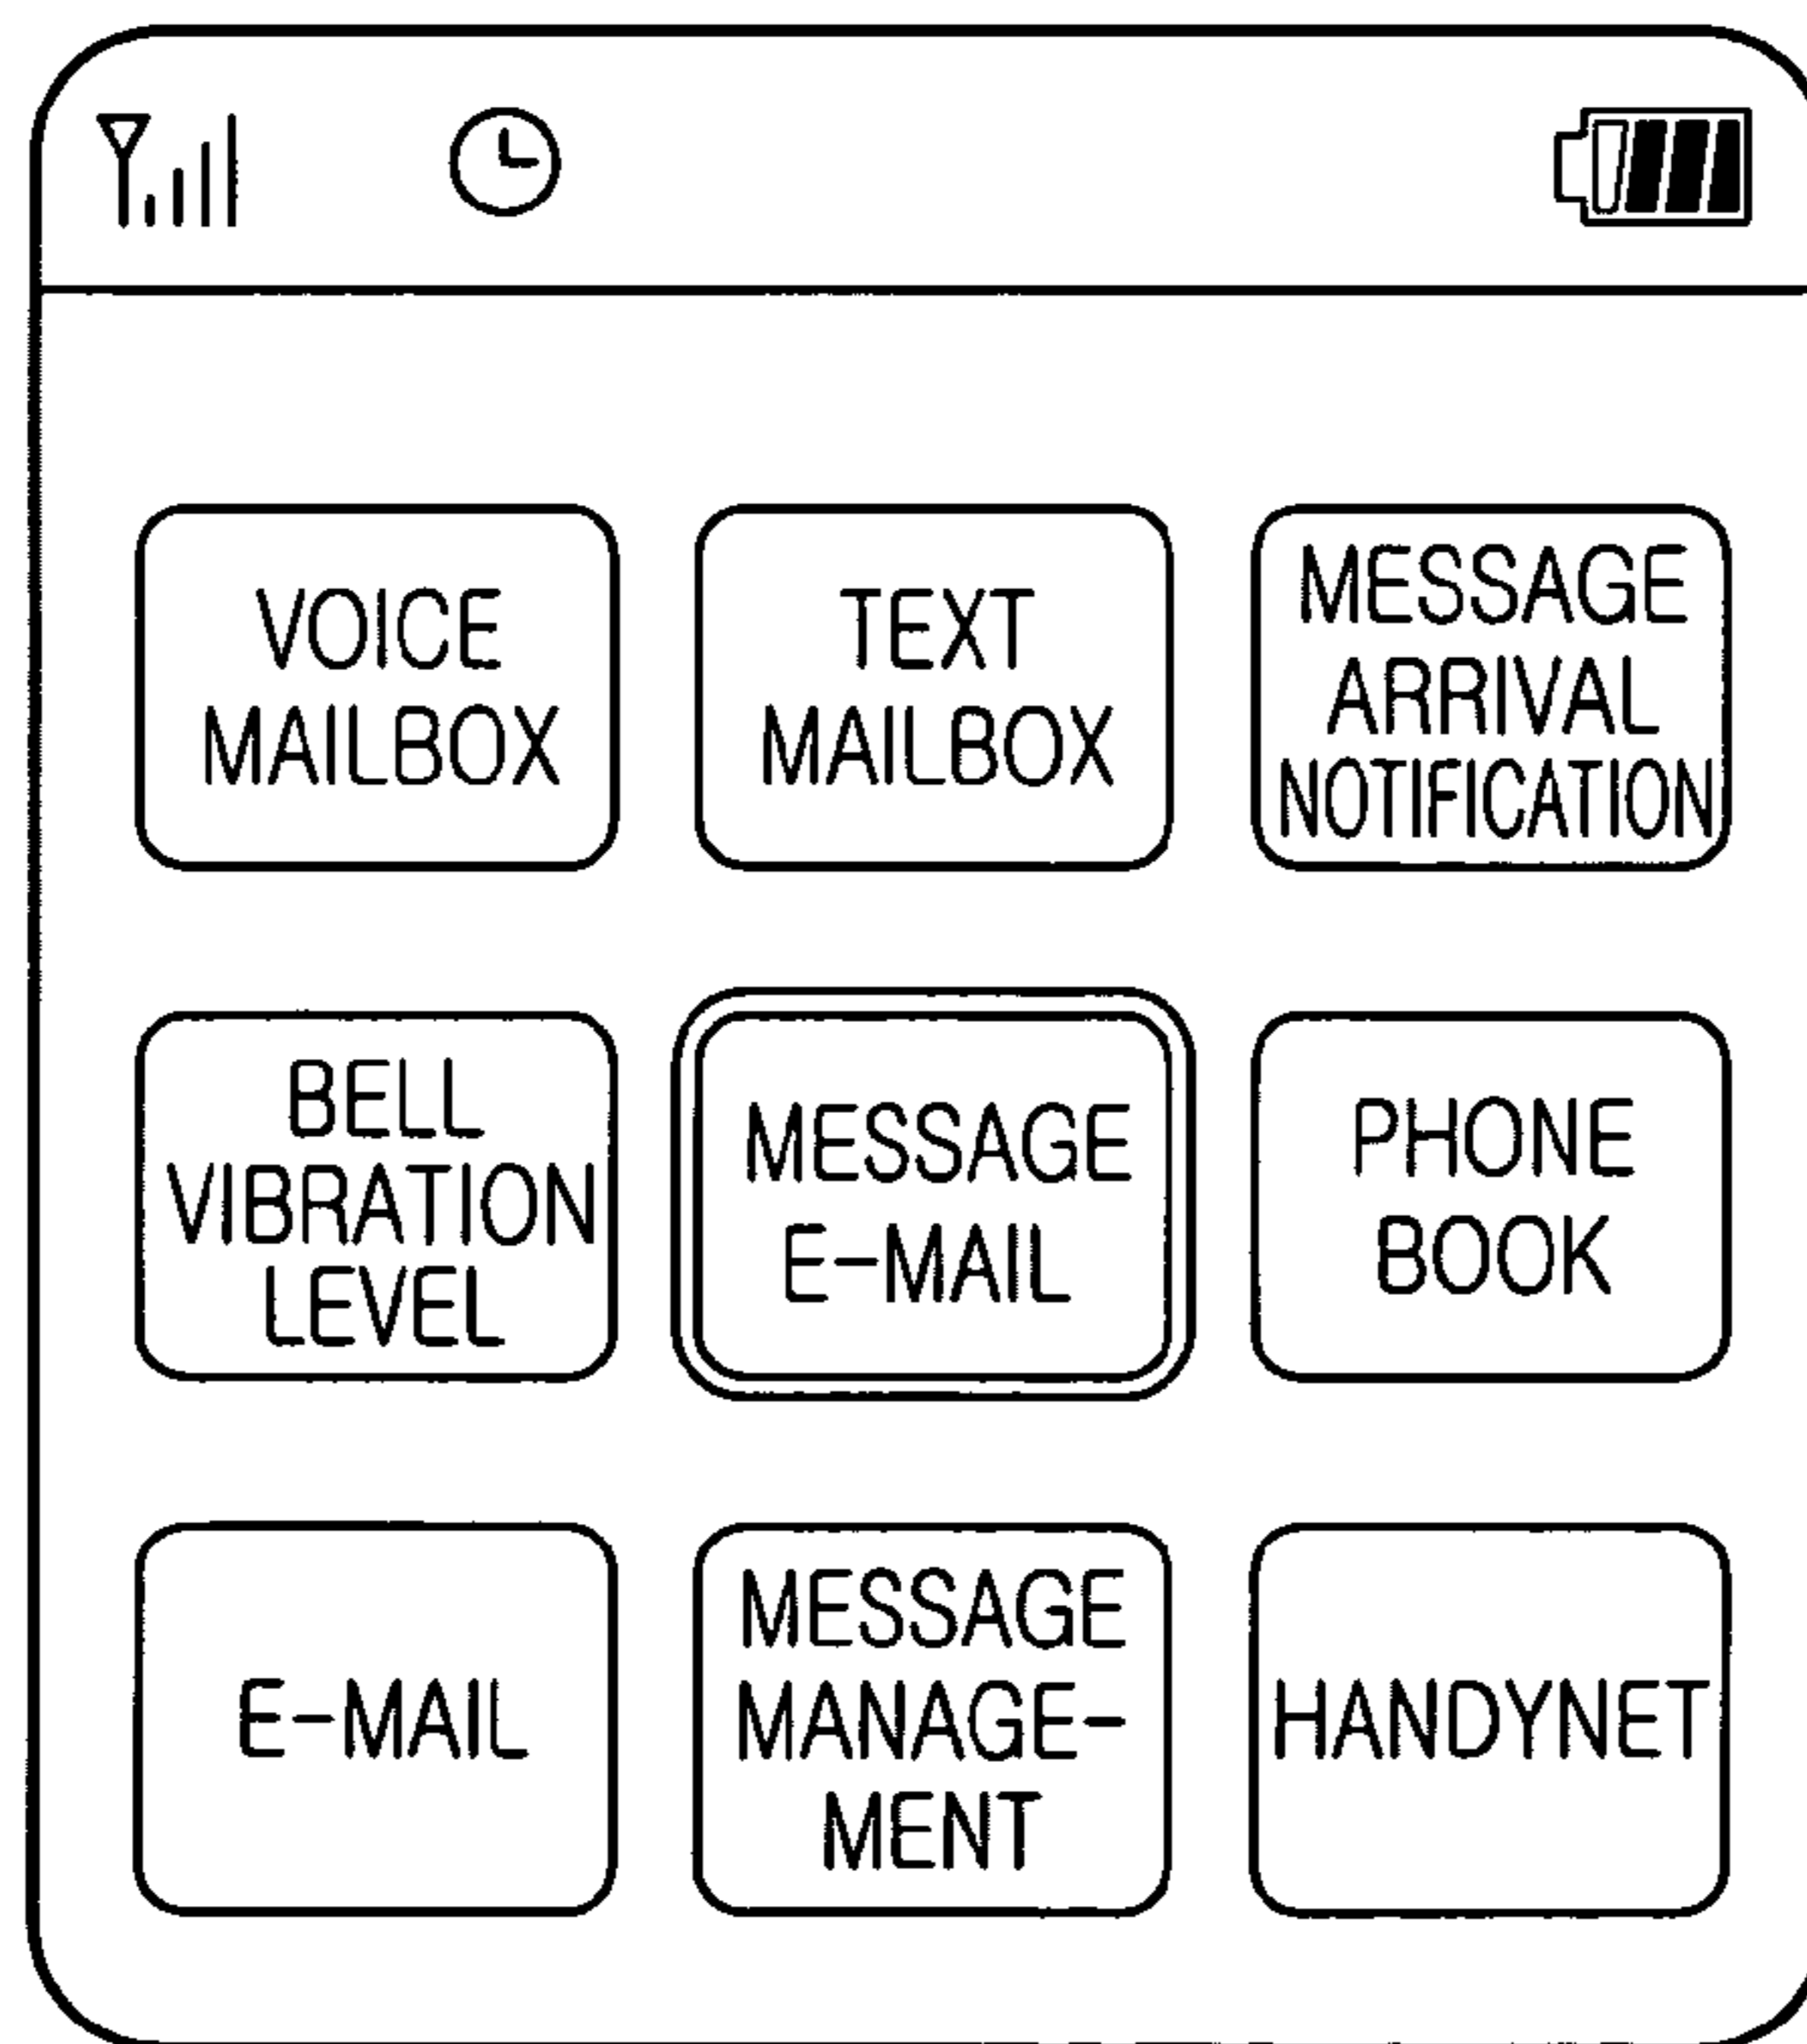 VOICE
MAILBOX
TEXT
MAILBOX
MESSAGE
ARRIVAL
NOTIFICATION
BELL
VIBRATION
LEVEL
MESSAGE
E-MAIL
PHONE
BOOK
E-MAIL
MESSAGE
MANAGE-
MENT
HANDYNET